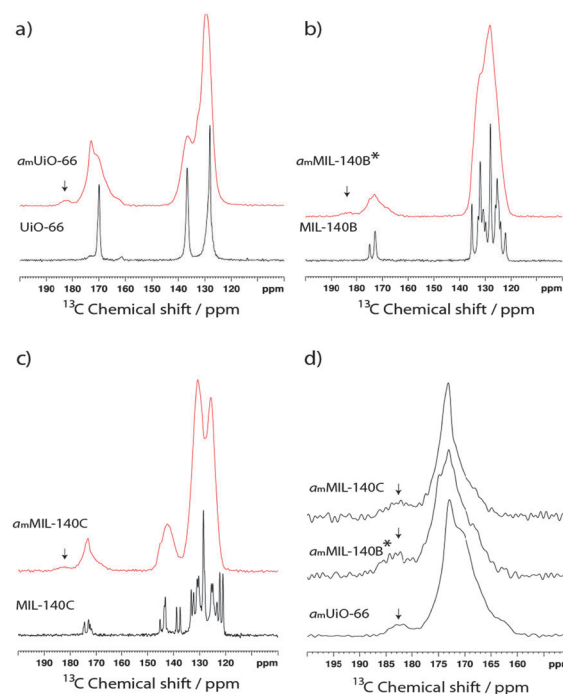 a)
amUiO-66
UiO-66
190 180 170 160 150 140 130 120 ppm
13C Chemical shift / ppm
b)
amMIL-140B*
MIL-140B
190 180 170 160 150 140 130 120 ppm
13C Chemical shift / ppm
c)
amMIL-140C
MIL-140C
190 180 170 160 150 140 130 120 ppm
13C Chemical shift / ppm
d)
amMIL-140C
amMIL-140B*
amUiO-66
195 190 185 180 175 170 165 160 ppm
13C Chemical shift / ppm